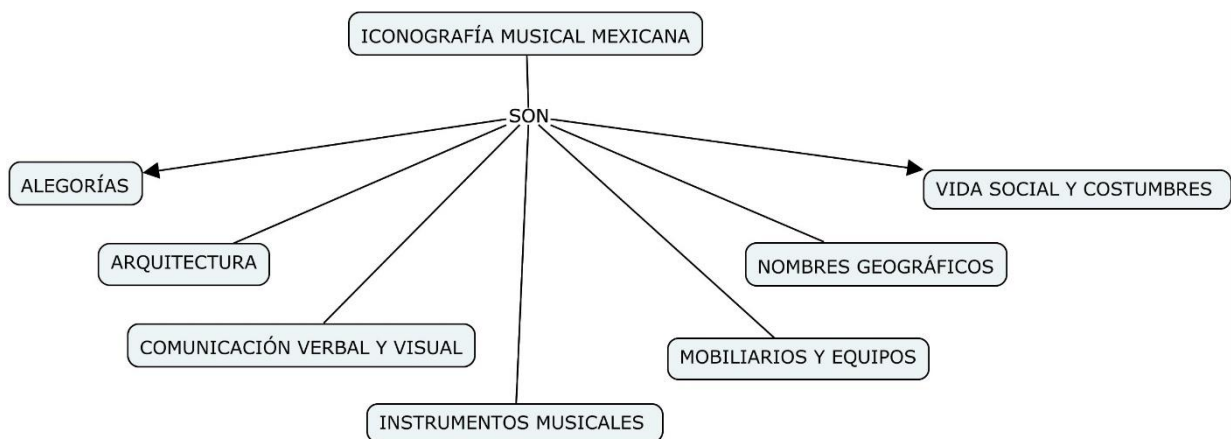 ICONOGRAFÍA MUSICAL MEXICANA
SON
ALEGORÍAS
VIDA SOCIAL Y COSTUMBRES
ARQUITECTURA
NOMBRES GEOGRÁFICOS
COMUNICACIÓN VERBAL Y VISUAL
MOBILIARIOS Y EQUIPOS
INSTRUMENTOS MUSICALES